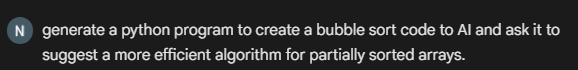 N generate a python program to create a bubble sort code to AI and ask it to
suggest a more efficient algorithm for partially sorted arrays.